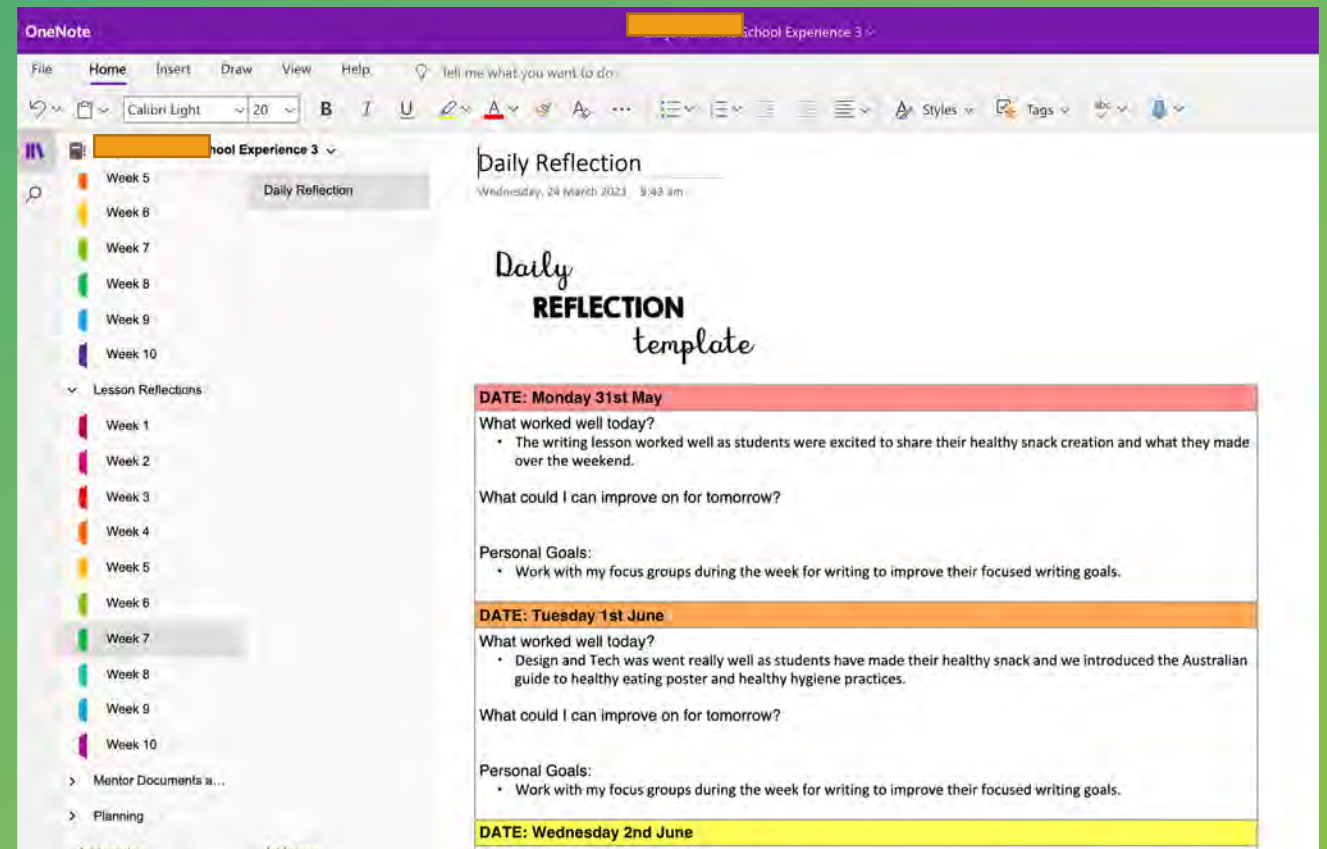 OneNote
School Experience 3
File Home Insert Draw View Help Tell me what you want to do
Calibri Light 20 B I U A Styles Tags abc
hool Experience 3
Week 5
Week 6
Week 7
Week 8
Week 9
Week 10
Lesson Reflections
Week 1
Week 2
Week 3
Week 4
Week 5
Week 6
Week 7
Week 8
Week 9
Week 10
Mentor Documents a...
Planning
Daily Reflection
Daily Reflection
Wednesday, 24 March 2021 9:43 am
Daily
REFLECTION
template
DATE: Monday 31st May
What worked well today?
• The writing lesson worked well as students were excited to share their healthy snack creation and what they made
over the weekend.
What could I can improve on for tomorrow?
Personal Goals:
• Work with my focus groups during the week for writing to improve their focused writing goals.
DATE: Tuesday 1st June
What worked well today?
• Design and Tech was went really well as students have made their healthy snack and we introduced the Australian
guide to healthy eating poster and healthy hygiene practices.
What could I can improve on for tomorrow?
Personal Goals:
• Work with my focus groups during the week for writing to improve their focused writing goals.
DATE: Wednesday 2nd June